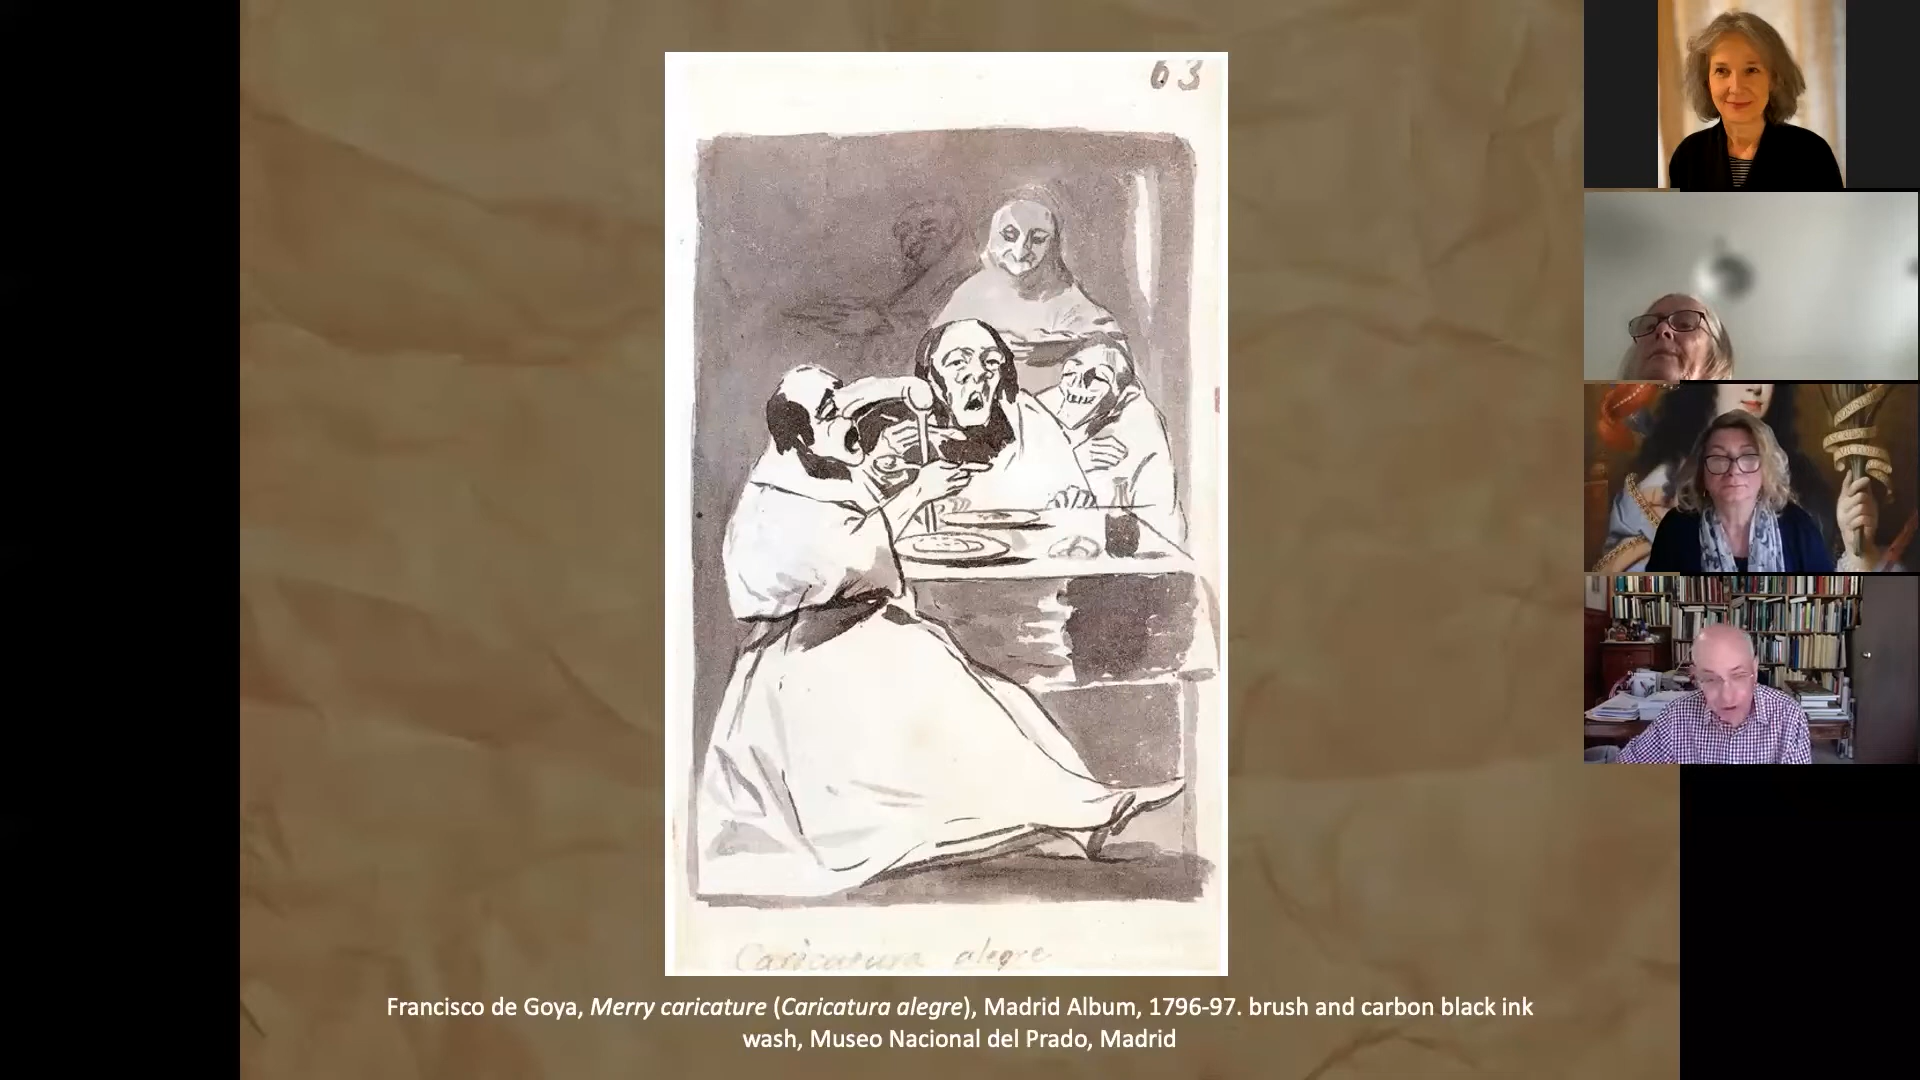 63
Caricatura alegre
Francisco de Goya, Merry caricature (Caricatura alegre), Madrid Album, 1796-97. brush and carbon black ink
wash, Museo Nacional del Prado, Madrid